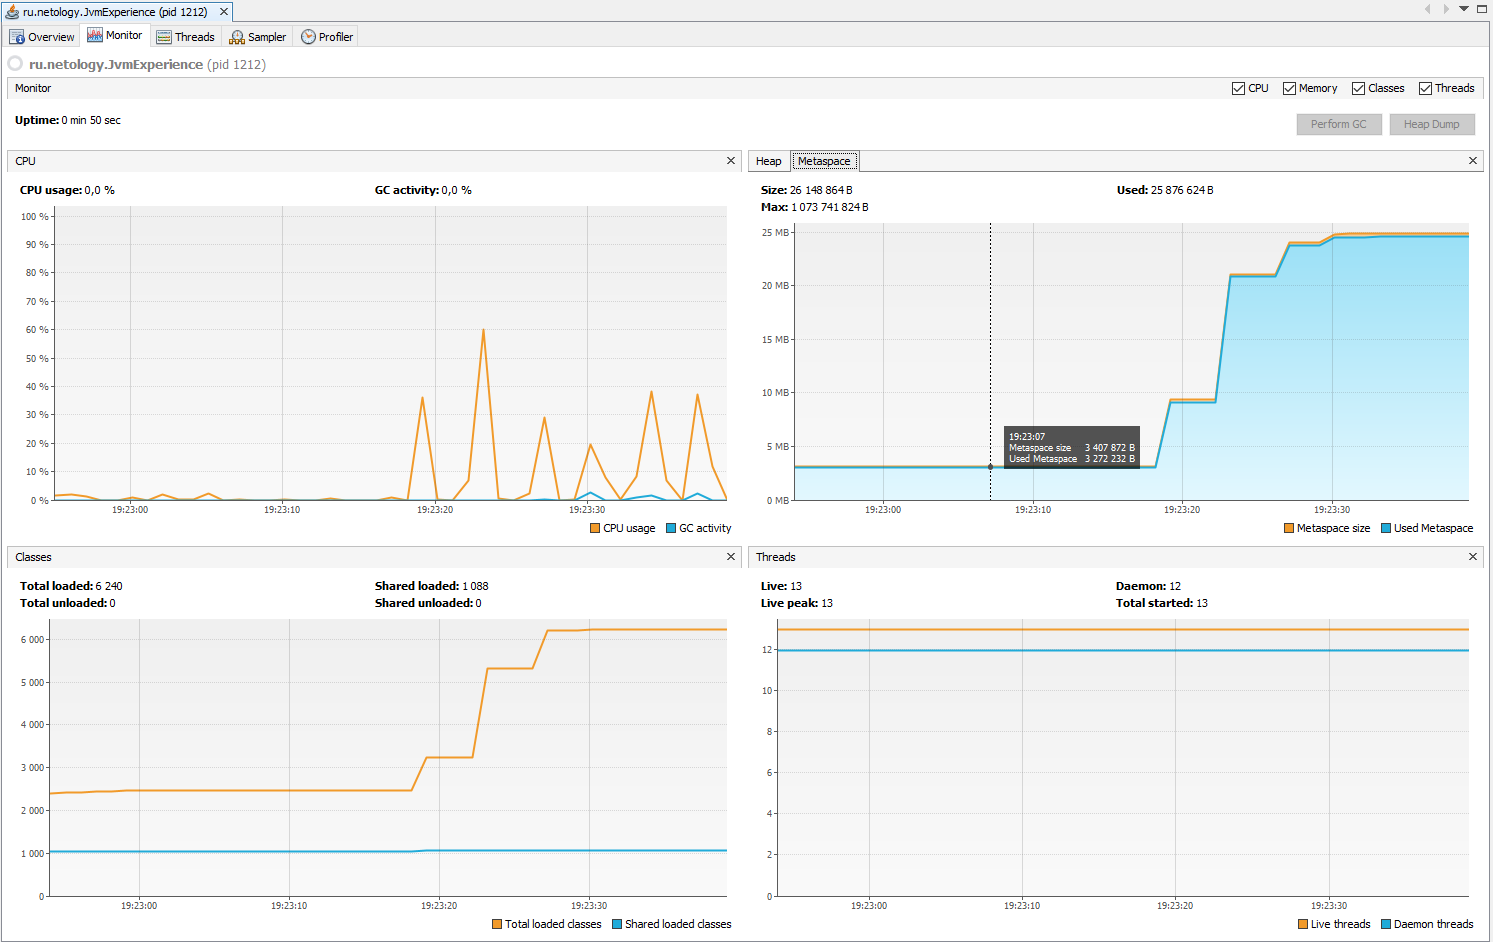 ru.netology.JvmExperience (pid 1212)
Overview Monitor Threads Sampler Profiler
ru.netology.JvmExperience (pid 1212)
Monitor
CPU Memory Classes Threads
Uptime: 0 min 50 sec
Perform GC Heap Dump
CPU
CPU usage: 0,0 % GC activity: 0,0 %
100 %
90 %
80 %
70 %
60 %
50 %
40 %
30 %
20 %
10 %
0 %
19:23:00 19:23:10 19:23:20 19:23:30
CPU usage GC activity
Heap Metaspace
Size: 26 148 864 B Used: 25 876 624 B
Max: 1 073 741 824 B
25 MB
20 MB
15 MB
10 MB
5 MB
0 MB
19:23:07
Metaspace size 3 407 872 B
Used Metaspace 3 272 232 B
19:23:00 19:23:10 19:23:20 19:23:30
Metaspace size Used Metaspace
Classes
Total loaded: 6 240 Shared loaded: 1 088
Total unloaded: 0 Shared unloaded: 0
6 000
5 000
4 000
3 000
2 000
1 000
0
19:23:00 19:23:10 19:23:20 19:23:30
Total loaded classes Shared loaded classes
Threads
Live: 13 Daemon: 12
Live peak: 13 Total started: 13
12
10
8
6
4
2
0
19:23:00 19:23:10 19:23:20 19:23:30
Live threads Daemon threads